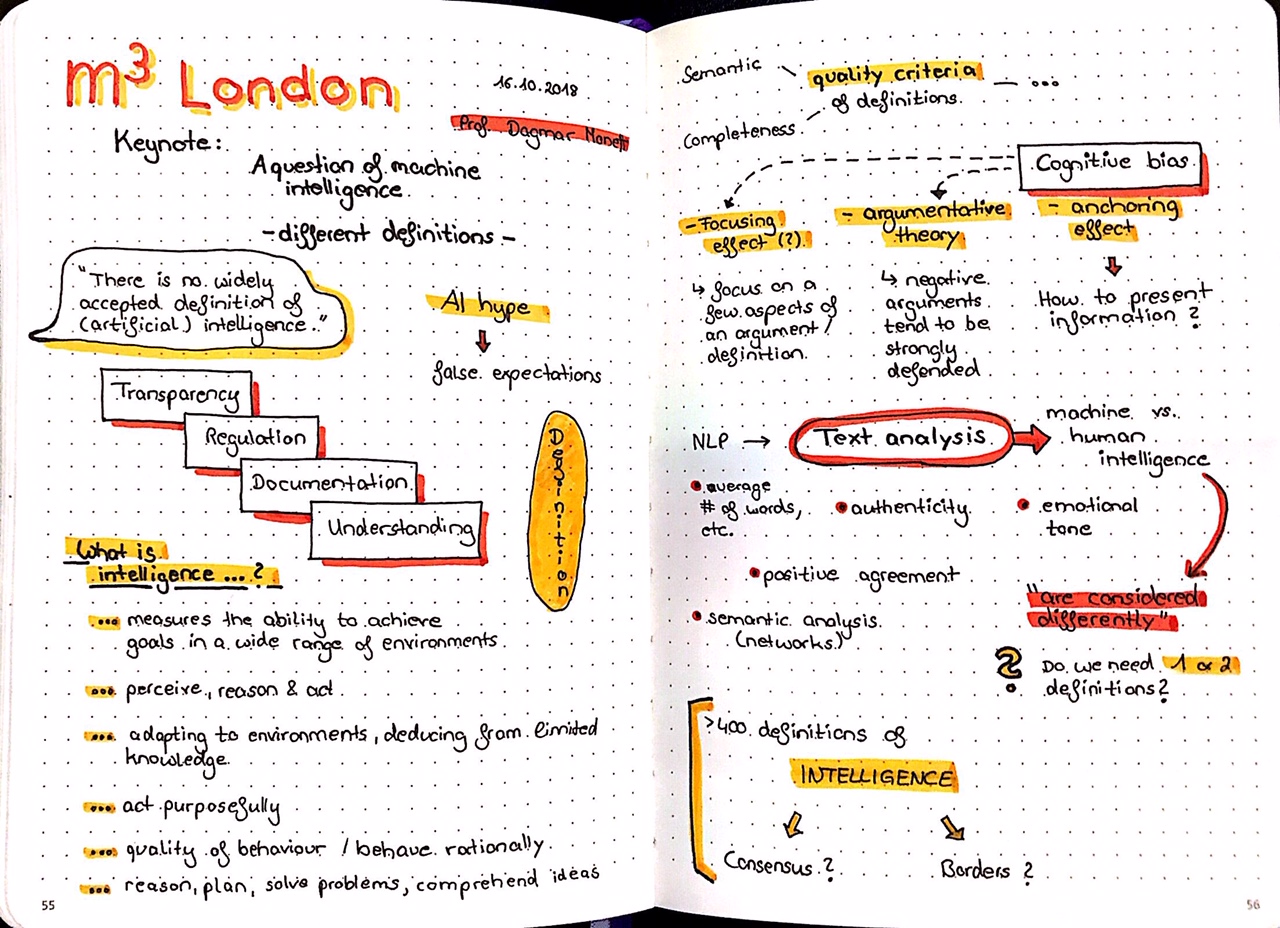 m³ London
16.10.2018
Prof. Dagmar Monett
Keynote:
A question of machine
intelligence
- different definitions -
"There is no widely
accepted definition of
(artificial) intelligence."
AI hype
false expectations
Transparency
Regulation
Documentation
Understanding
Definition
What is
intelligence ... ?
... measures the ability to achieve
goals in a wide range of environments
... perceive, reason & act
... adapting to environments, deducing from limited
knowledge
... act purposefully
... quality of behaviour / behave rationally
... reason, plan, solve problems, comprehend ideas
55
Semantic
quality criteria
of definitions
- ...
Completeness
Cognitive bias
- Focusing
effect (?)
↳ focus on a
few aspects of
an argument /
definition
- argumentative
theory
↳ negative
arguments
tend to be
strongly
defended
- anchoring
effect
How to present
information ?
NLP →
Text analysis
machine vs.
human
intelligence
• average
# of words,
etc.
• authenticity
• emotional
tone
• positive agreement
• semantic analysis
(networks)
"are considered
differently"
? Do we need 1 or 2
definitions?
>400 definitions of
INTELLIGENCE
Consensus ?
Borders ?
56